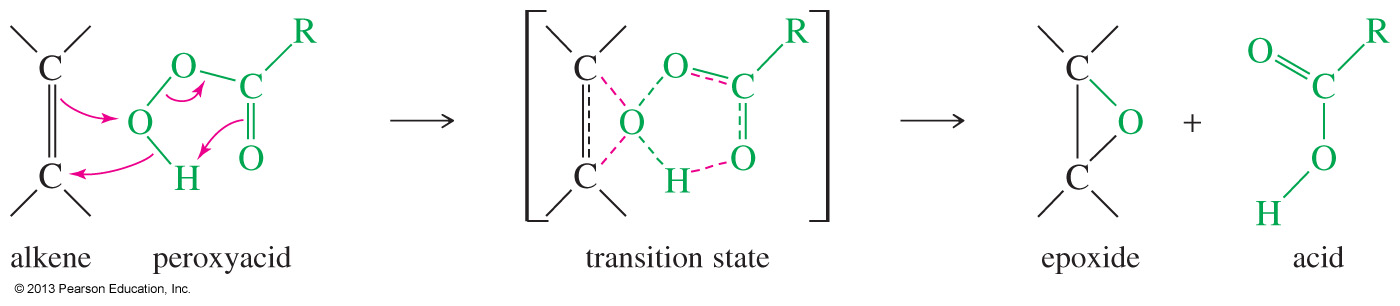 R
C O C
O
C O
H
alkene peroxyacid
R
C O C
O
C O
H
transition state
C
O
C
epoxide
+
R
O
C
O
H
acid
© 2013 Pearson Education, Inc.